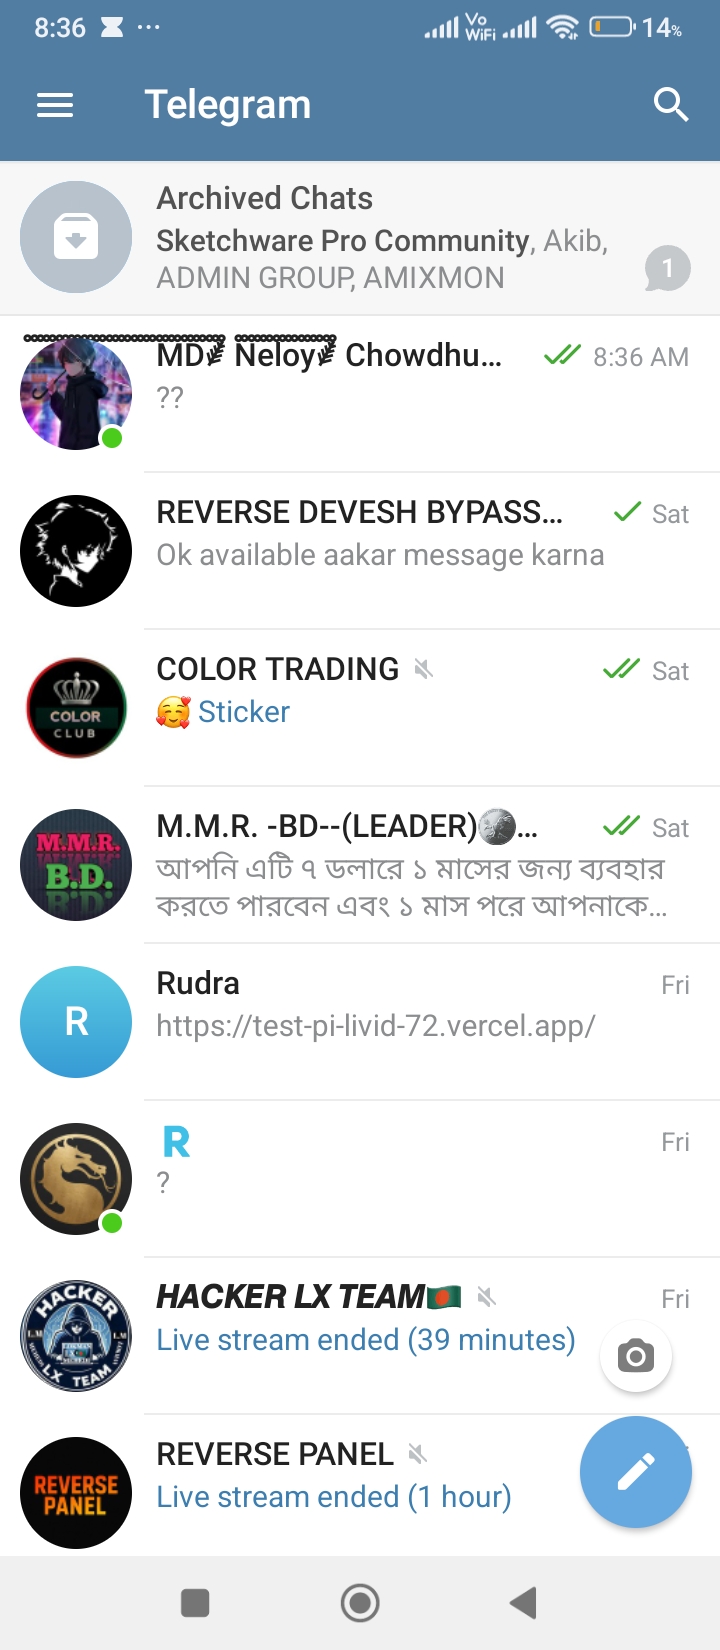 8:36 ... Vo WiFi 14%
Telegram
Archived Chats
Sketchware Pro Community, Akib,
ADMIN GROUP, AMIXMON
1
MD Neloy Chowdhu... 8:36 AM
??
REVERSE DEVESH BYPASS... Sat
Ok available aakar message karna
COLOR TRADING Sat
🥰 Sticker
COLOR
CLUB
M.M.R. -BD--(LEADER)... Sat
আপনি এটি ৭ ডলারে ১ মাসের জন্য ব্যবহার
করতে পারবেন এবং ১ মাস পরে আপনাকে...
M.M.R.
B.D.
Rudra Fri
R
https://test-pi-livid-72.vercel.app/
R Fri
?
HACKER LX TEAM🇧🇩 Fri
Live stream ended (39 minutes)
HACKER
LX TEAM
REVERSE PANEL
Live stream ended (1 hour)
REVERSE
PANEL